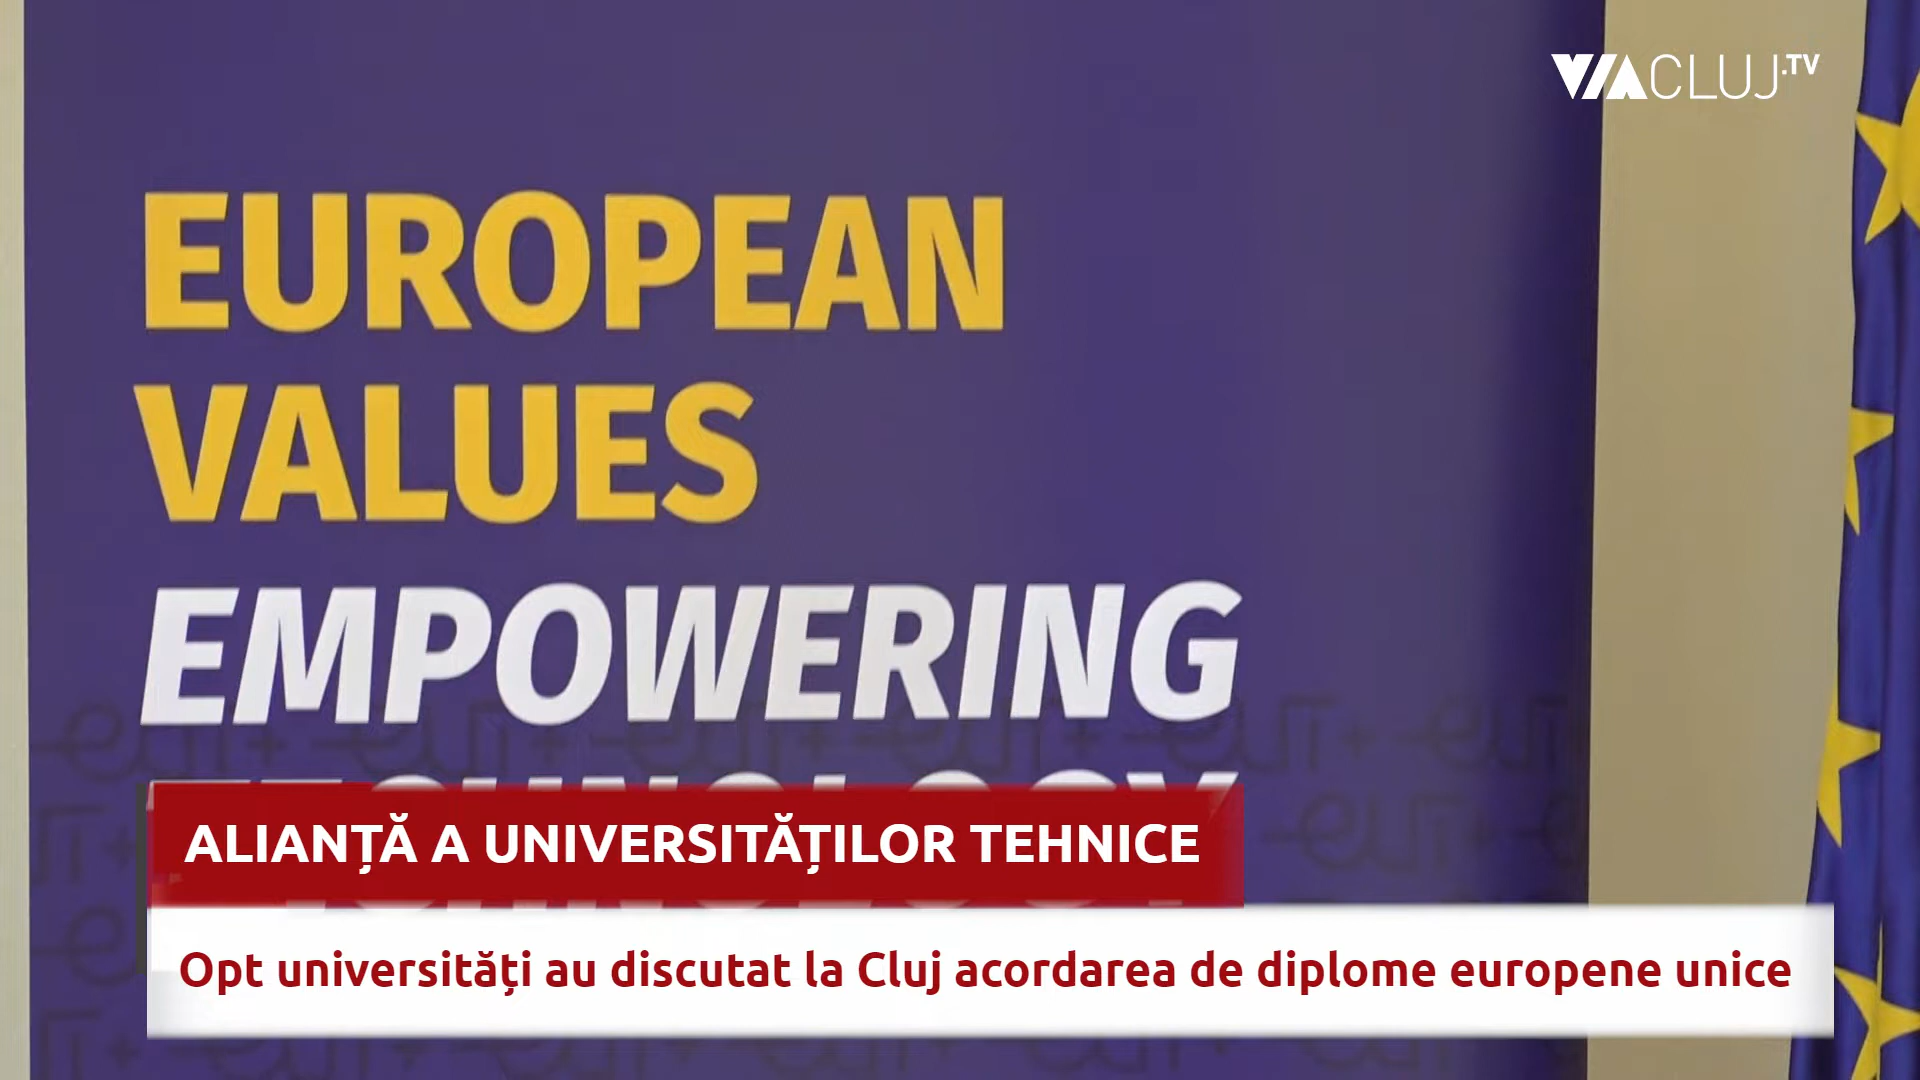 VIACLUJ.TV
EUROPEAN
VALUES
EMPOWERING
TECHNOLOGY
ALIANȚĂ A UNIVERSITĂȚILOR TEHNICE
Opt universități au discutat la Cluj acordarea de diplome europene unice